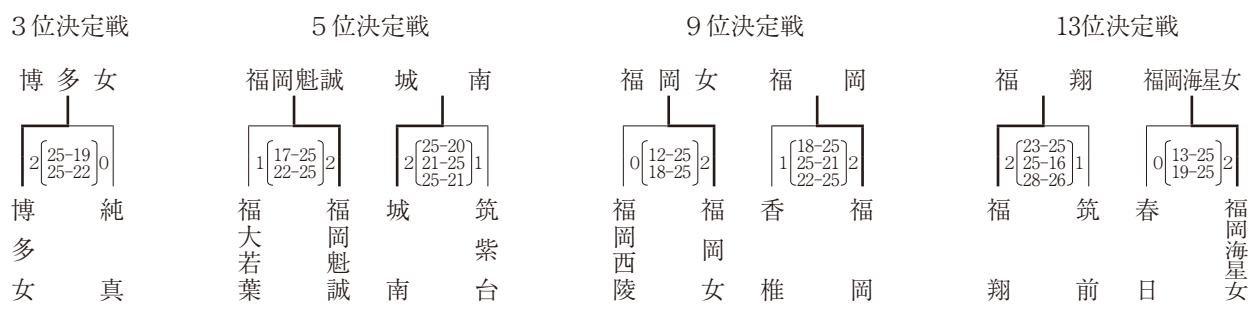 3位決定戦
博多女
2 25-19 0
25-22
博多女 純真
5位決定戦
福岡魁誠
1 17-25 2
22-25
福大若葉 福岡魁誠
城南
2 25-20 1
21-25
25-21
城南 筑紫台
9位決定戦
福岡女
0 12-25 2
18-25
福岡西陵 福岡女
福岡
1 18-25 2
25-21
22-25
香椎 福岡
13位決定戦
福翔
2 23-25 1
25-16
28-26
福翔 筑前
福岡海星女
0 13-25 2
19-25
春日 福岡海星女